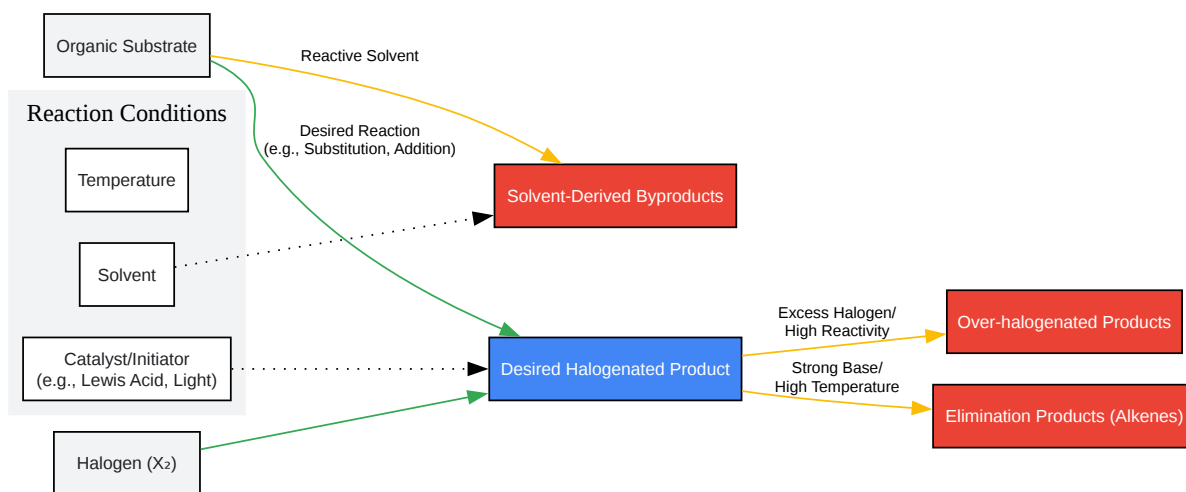 Organic Substrate
Reactive Solvent
Reaction Conditions
Desired Reaction
(e.g., Substitution, Addition)
Temperature
Solvent-Derived Byproducts
Solvent
Excess Halogen/
High Reactivity
Over-halogenated Products
Catalyst/Initiator
(e.g., Lewis Acid, Light)
Desired Halogenated Product
Strong Base/
High Temperature
Elimination Products (Alkenes)
Halogen (X₂)